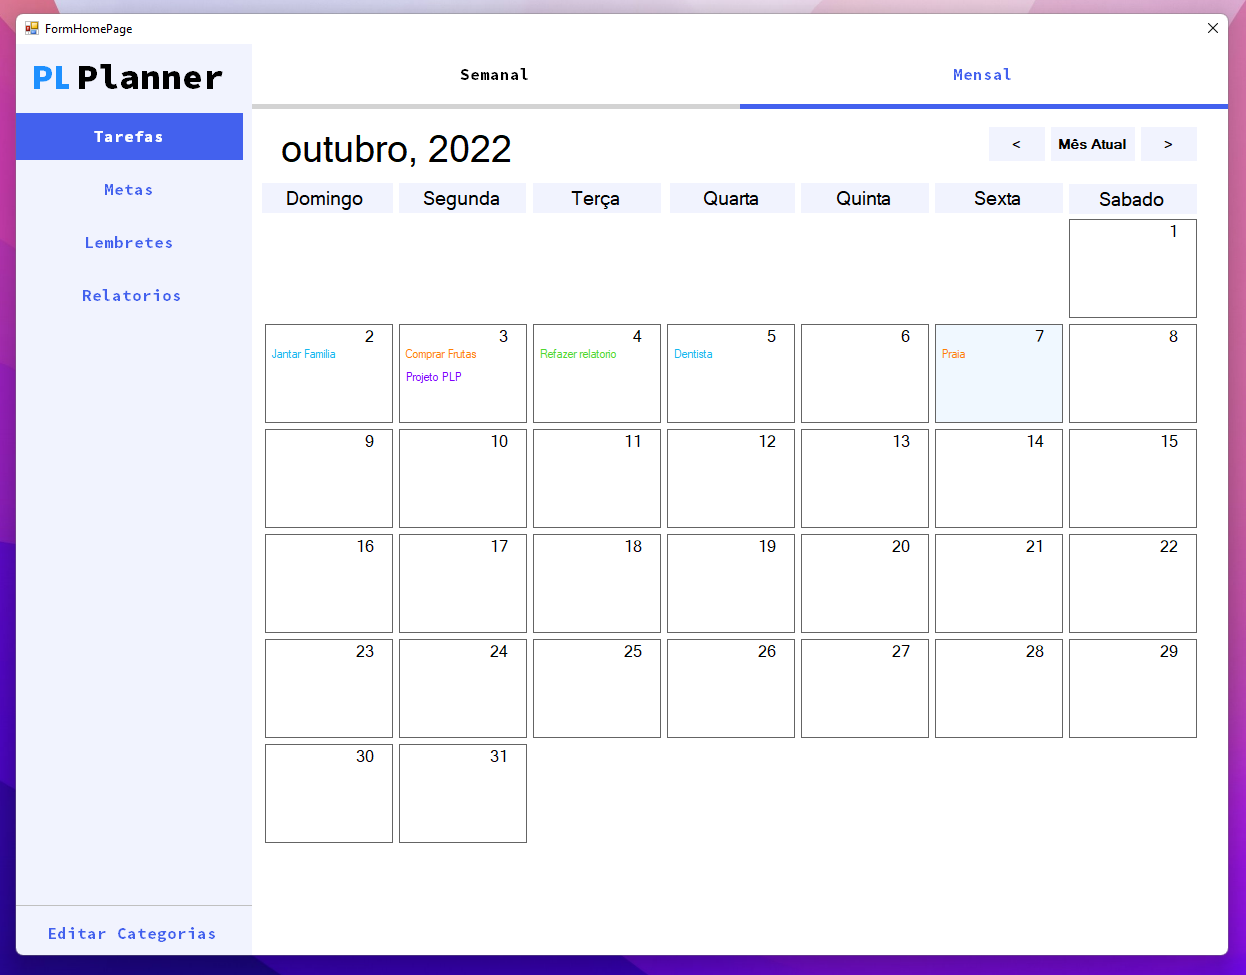 FormHomePage
PL Planner
Tarefas
Metas
Lembretes
Relatorios
Editar Categorias
Semanal Mensal
outubro, 2022
< Mês Atual >
Domingo Segunda Terça Quarta Quinta Sexta Sabado
1
2 3 4 5 6 7 8
Jantar Familia Comprar Frutas Refazer relatorio Dentista Praia
Projeto PLP
9 10 11 12 13 14 15
16 17 18 19 20 21 22
23 24 25 26 27 28 29
30 31